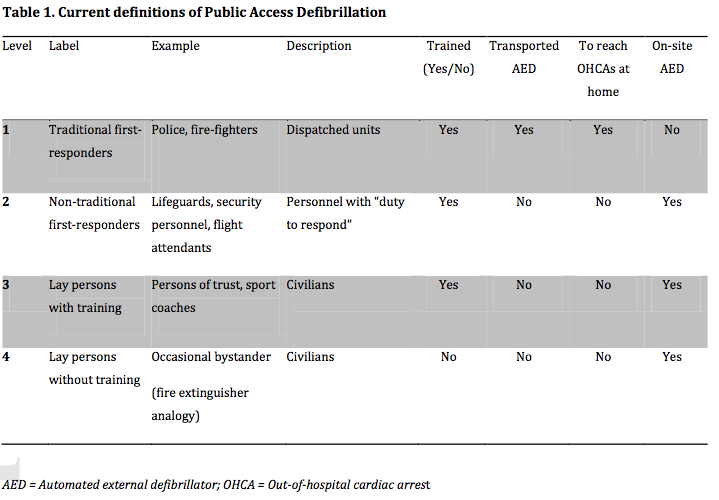 Table 1. Current definitions of Public Access Defibrillation
Level Label Example Description Trained Transported To reach On-site
(Yes/No) AED OHCAs at AED
home
1 Traditional first- Police, fire-fighters Dispatched units Yes Yes Yes No
responders
2 Non-traditional Lifeguards, security Personnel with “duty Yes No No Yes
first-responders personnel, flight to respond”
attendants
3 Lay persons Persons of trust, sport Civilians Yes No No Yes
with training coaches
4 Lay persons Occasional bystander Civilians No No No Yes
without training
(fire extinguisher
analogy)
AED = Automated external defibrillator; OHCA = Out-of-hospital cardiac arrest